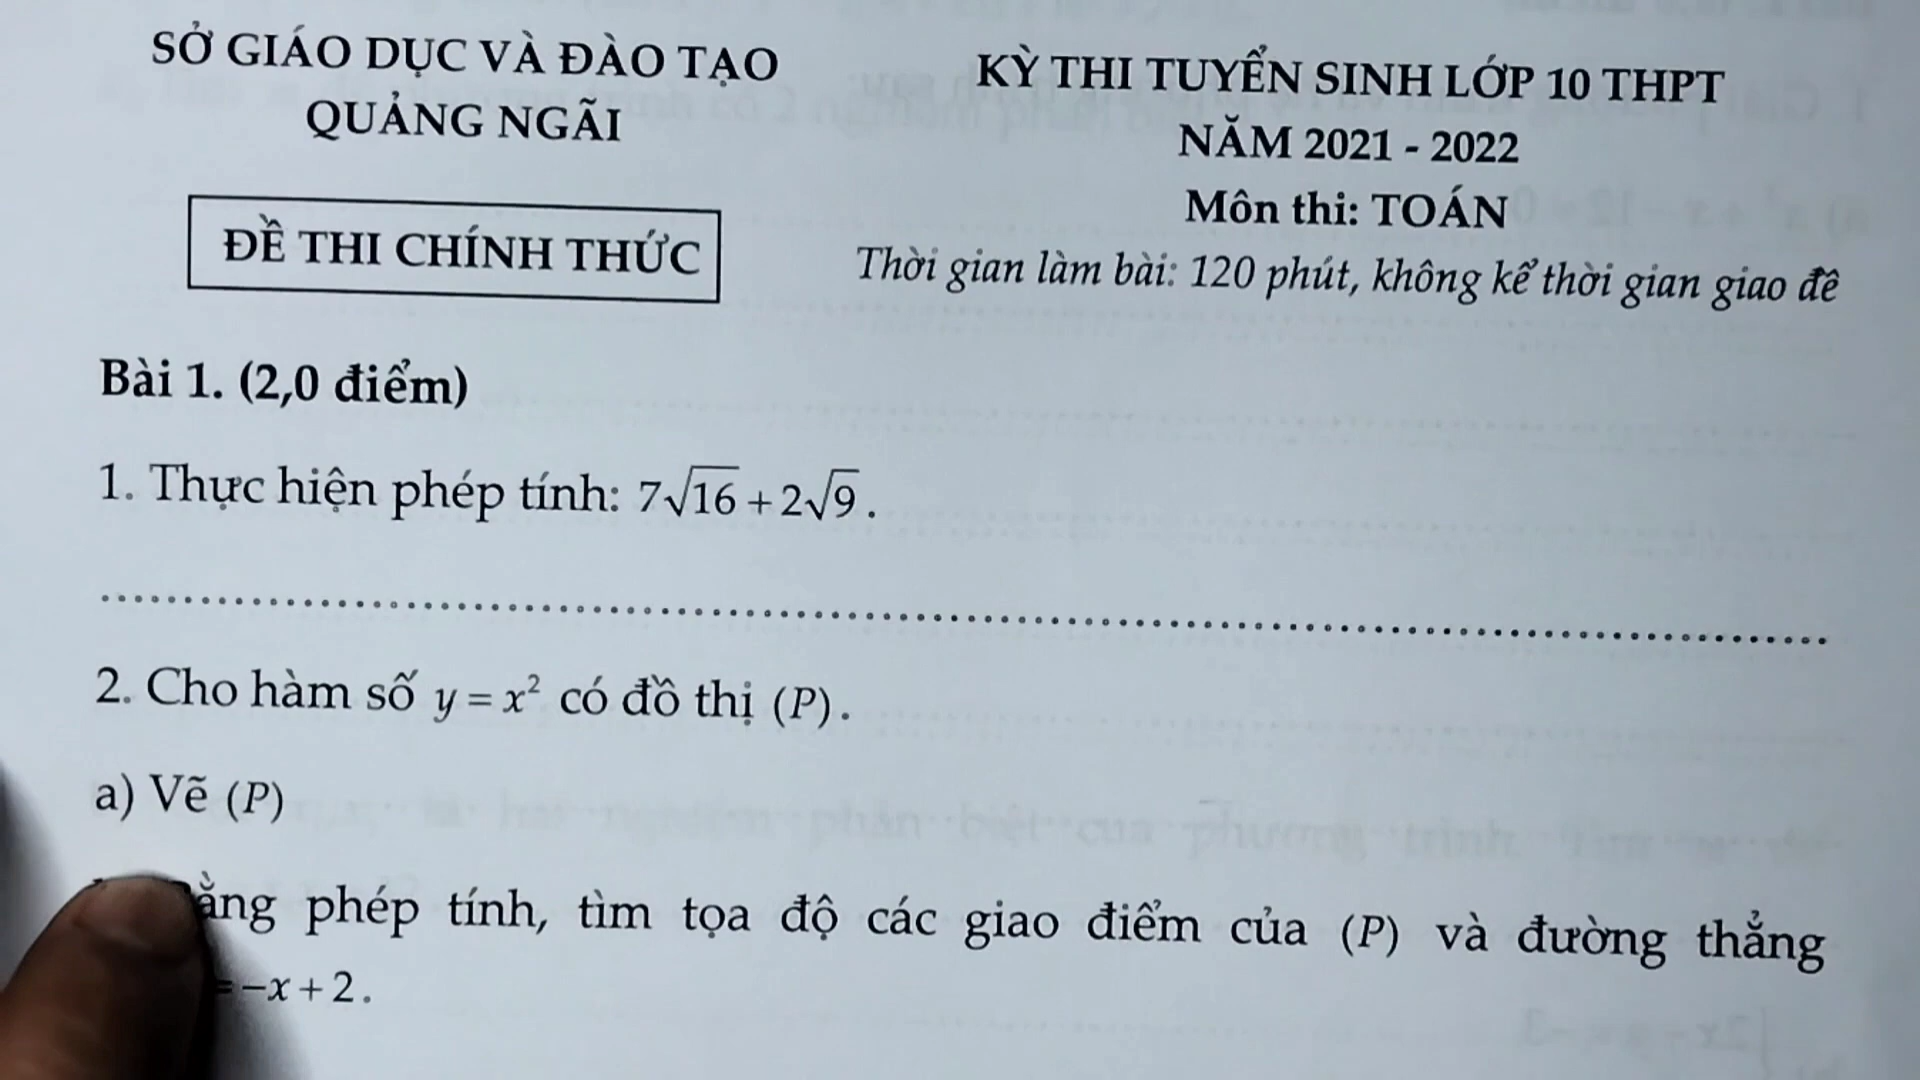 SỞ GIÁO DỤC VÀ ĐÀO TẠO
QUẢNG NGÃI
ĐỀ THI CHÍNH THỨC
KỲ THI TUYỂN SINH LỚP 10 THPT
NĂM 2021 - 2022
Môn thi: TOÁN
Thời gian làm bài: 120 phút, không kể thời gian giao đề
Bài 1. (2,0 điểm)
1. Thực hiện phép tính: 7√16 + 2√9.
2. Cho hàm số y = x² có đồ thị (P).
a) Vẽ (P)
phép tính, tìm tọa độ các giao điểm của (P) và đường thẳng
= −x + 2.